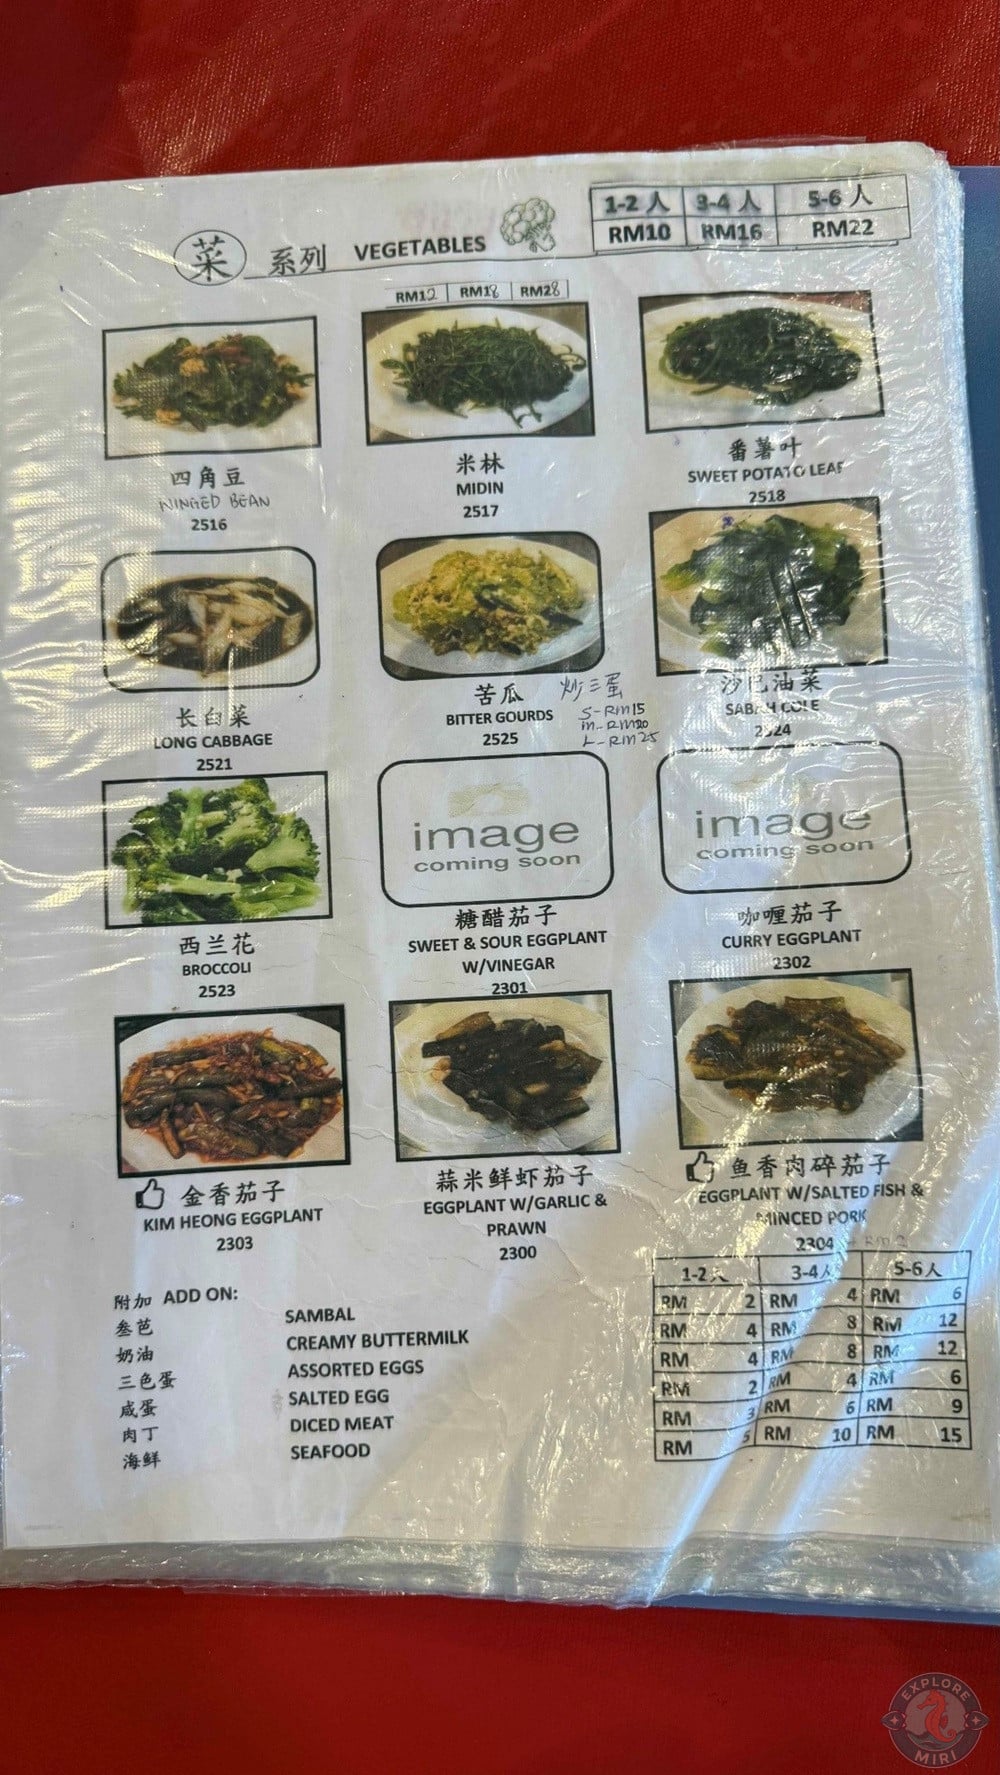 菜 系列 VEGETABLES
1-2 人 3-4 人 5-6 人
RM10 RM16 RM22
RM12 RM18 RM28
四角豆
WINGED BEAN
2516
米林
MIDIN
2517
番薯叶
SWEET POTATO LEAF
2518
长白菜
LONG CABBAGE
2521
苦瓜
BITTER GOURDS
2525
炒三蛋
S-RM15
M-RM20
L-RM25
沙巴油菜
SABAH COLE
2524
西兰花
BROCCOLI
2523
image
coming soon
糖醋茄子
SWEET & SOUR EGGPLANT
W/VINEGAR
2301
image
coming soon
咖喱茄子
CURRY EGGPLANT
2302
金香茄子
KIM HEONG EGGPLANT
2303
蒜米鲜虾茄子
EGGPLANT W/GARLIC &
PRAWN
2300
鱼香肉碎茄子
EGGPLANT W/SALTED FISH &
MINCED PORK
2304
附加 ADD ON:
1-2人 3-4人 5-6人
叁芭 SAMBAL RM 2 RM 4 RM 6
奶油 CREAMY BUTTERMILK RM 4 RM 8 RM 12
三色蛋 ASSORTED EGGS RM 4 RM 8 RM 12
咸蛋 SALTED EGG RM 2 RM 4 RM 6
肉丁 DICED MEAT RM 3 RM 6 RM 9
海鲜 SEAFOOD RM 5 RM 10 RM 15
EXPLORE
MIRI